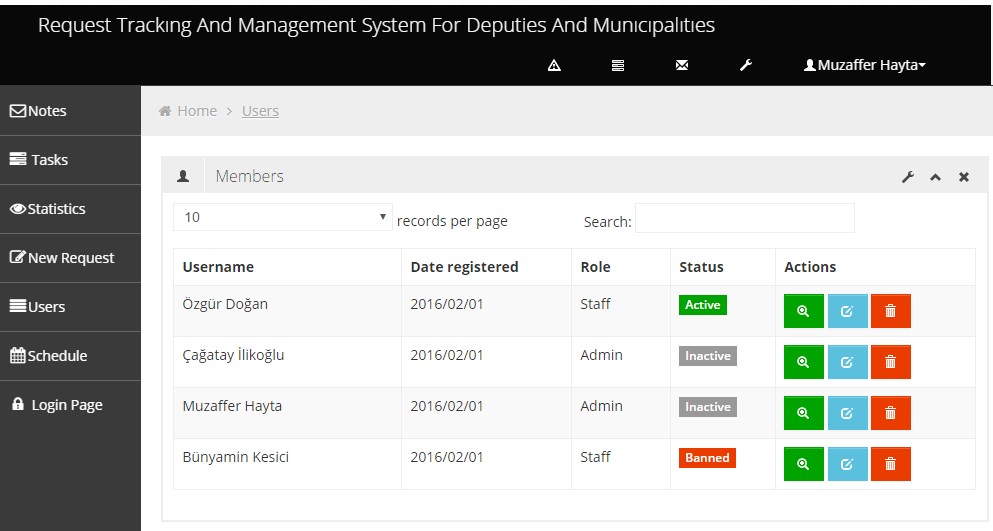 Request Tracking And Management System For Deputies And Municipalities
Muzaffer Hayta
Notes
Tasks
Statistics
New Request
Users
Schedule
Login Page
Home > Users
Members
10 records per page Search:
Username Date registered Role Status Actions
Özgür Doğan 2016/02/01 Staff Active
Çağatay İlikoğlu 2016/02/01 Admin Inactive
Muzaffer Hayta 2016/02/01 Admin Inactive
Bünyamin Kesici 2016/02/01 Staff Banned